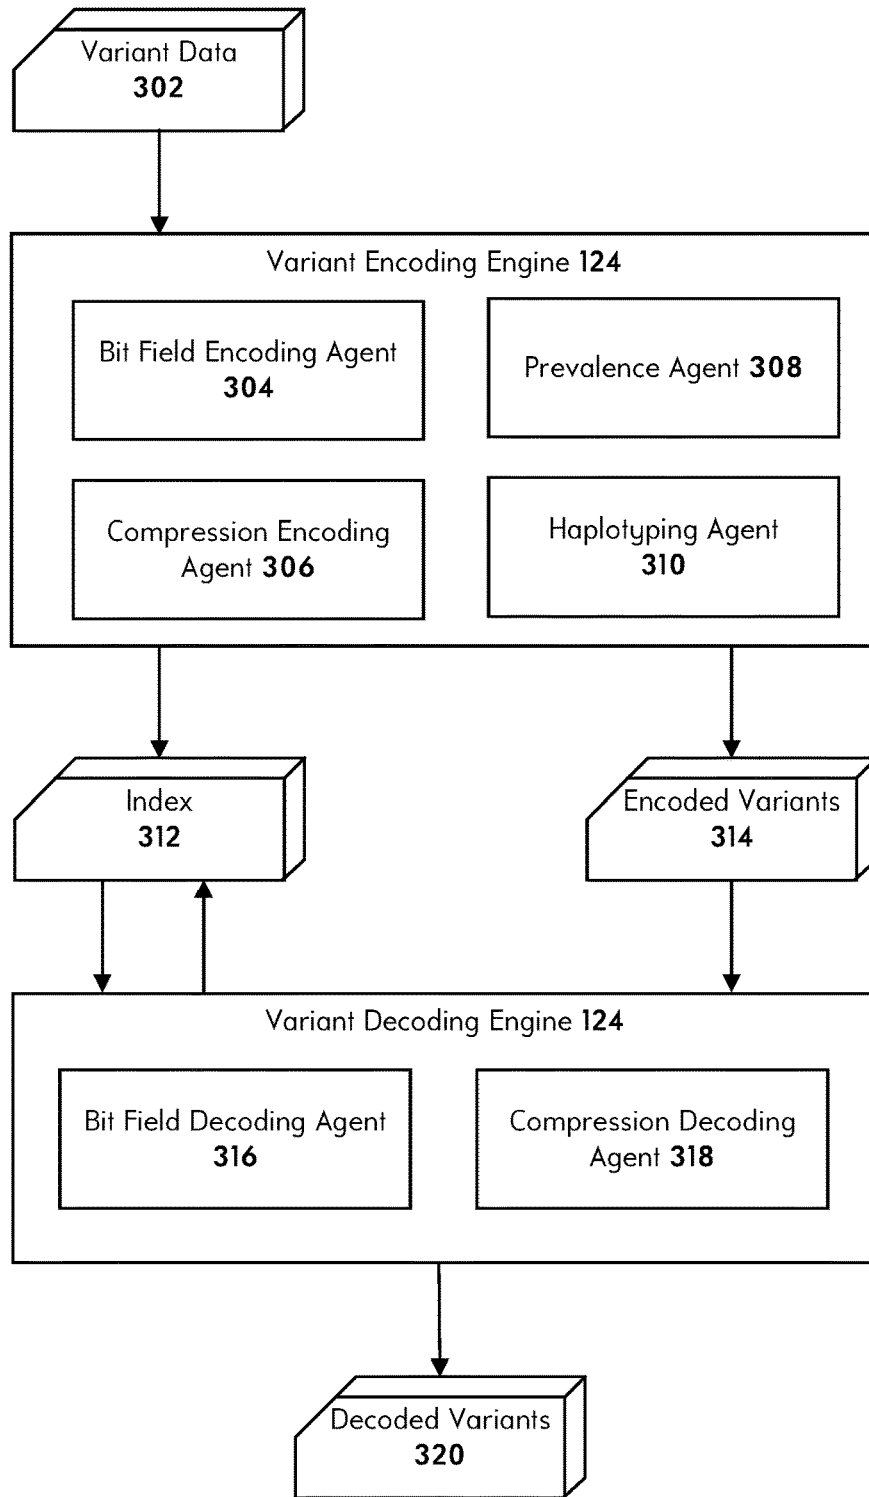 Variant Data
302
Variant Encoding Engine 124
Bit Field Encoding Agent
304
Prevalence Agent 308
Compression Encoding
Agent 306
Haplotyping Agent
310
Index
312
Encoded Variants
314
Variant Decoding Engine 124
Bit Field Decoding Agent
316
Compression Decoding
Agent 318
Decoded Variants
320